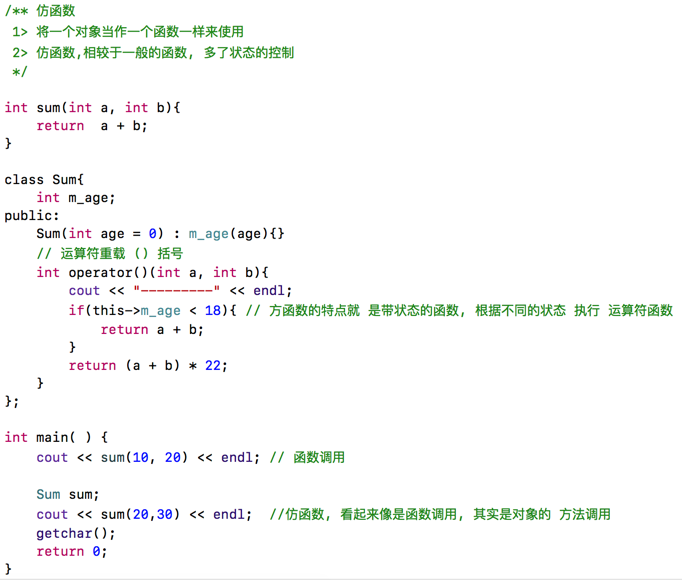 /** 仿函数
 1> 将一个对象当作一个函数一样来使用
 2> 仿函数,相较于一般的函数, 多了状态的控制
 */

int sum(int a, int b){
    return  a + b;
}

class Sum{
    int m_age;
public:
    Sum(int age = 0) : m_age(age){}
    // 运算符重载 () 括号
    int operator()(int a, int b){
        cout << "---------" << endl;
        if(this->m_age < 18){ // 方函数的特点就 是带状态的函数, 根据不同的状态 执行 运算符函数
            return a + b;
        }
        return (a + b) * 22;
    }
};

int main( ) {
    cout << sum(10, 20) << endl; // 函数调用

    Sum sum;
    cout << sum(20,30) << endl;  //仿函数, 看起来像是函数调用, 其实是对象的 方法调用
    getchar();
    return 0;
}